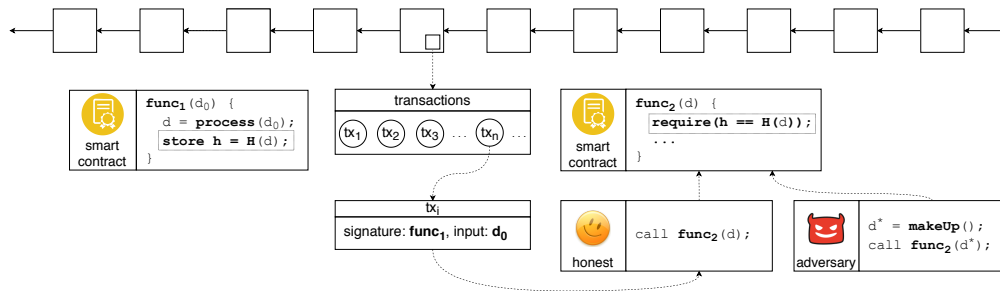 func₁(d₀) {
d = process(d₀);
store h = H(d);
}
smart
contract
transactions
tx₁ tx₂ tx₃ ... txₙ ...
func₂(d) {
require(h == H(d));
...
}
smart
contract
txᵢ
signature: func₁, input: d₀
call func₂(d);
honest
d* = makeUp();
call func₂(d*);
adversary